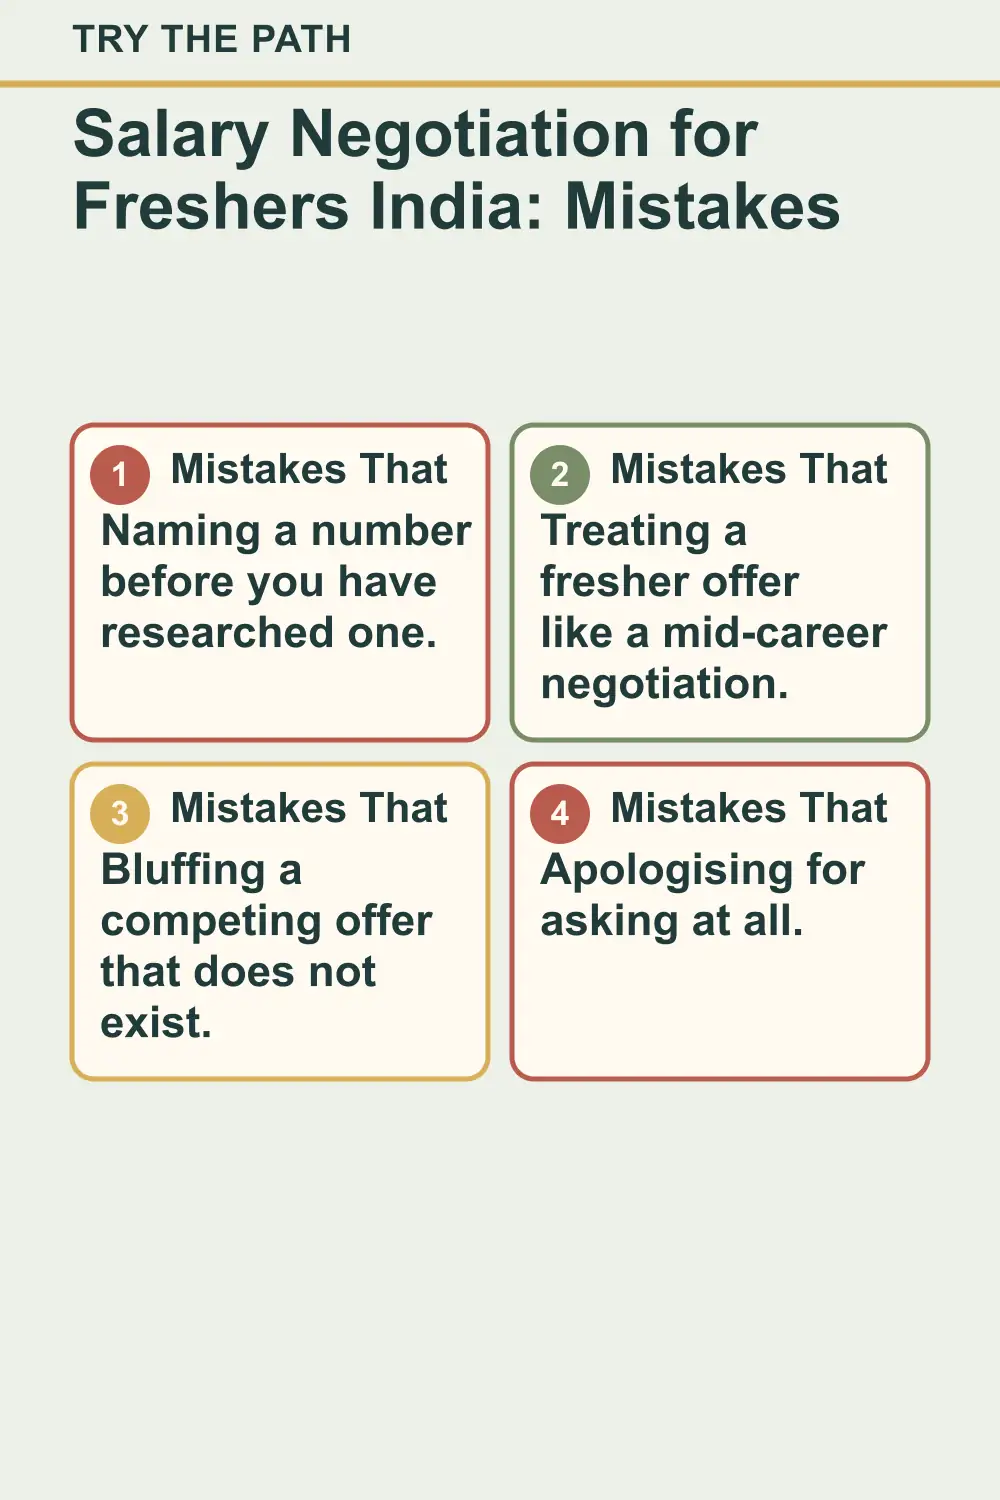 TRY THE PATH
Salary Negotiation for
Freshers India: Mistakes
1 Mistakes That
Naming a number
before you have
researched one.
2 Mistakes That
Treating a
fresher offer
like a mid-career
negotiation.
3 Mistakes That
Bluffing a
competing offer
that does not
exist.
4 Mistakes That
Apologising for
asking at all.